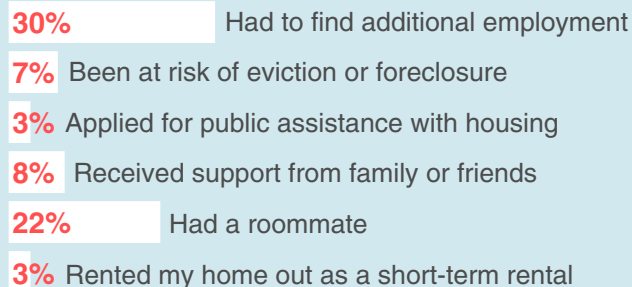 30% Had to find additional employment
7% Been at risk of eviction or foreclosure
3% Applied for public assistance with housing
8% Received support from family or friends
22% Had a roommate
3% Rented my home out as a short-term rental